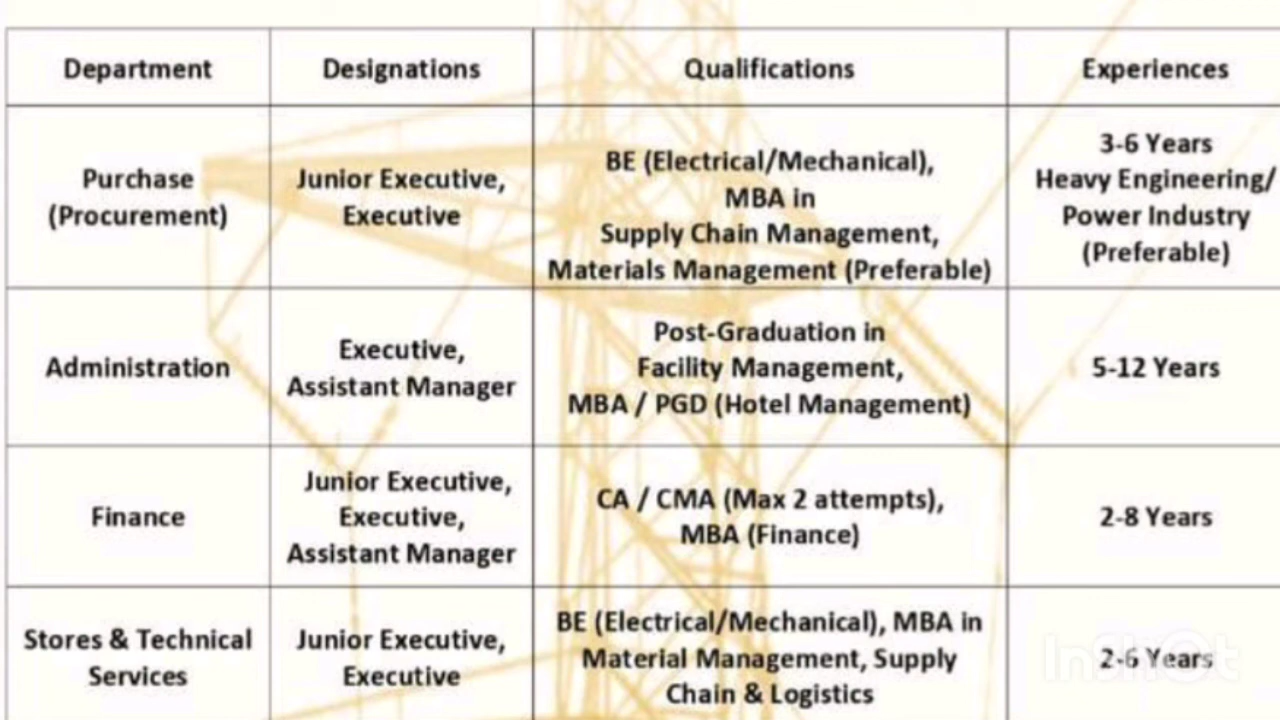 Department Designations Qualifications Experiences
Purchase
(Procurement)
Junior Executive,
Executive
BE (Electrical/Mechanical),
MBA in
Supply Chain Management,
Materials Management (Preferable)
3-6 Years
Heavy Engineering/
Power Industry
(Preferable)
Administration
Executive,
Assistant Manager
Post-Graduation in
Facility Management,
MBA / PGD (Hotel Management)
5-12 Years
Finance
Junior Executive,
Executive,
Assistant Manager
CA / CMA (Max 2 attempts),
MBA (Finance)
2-8 Years
Stores & Technical
Services
Junior Executive,
Executive
BE (Electrical/Mechanical), MBA in
Material Management, Supply
Chain & Logistics
2-6 Years
InShOt